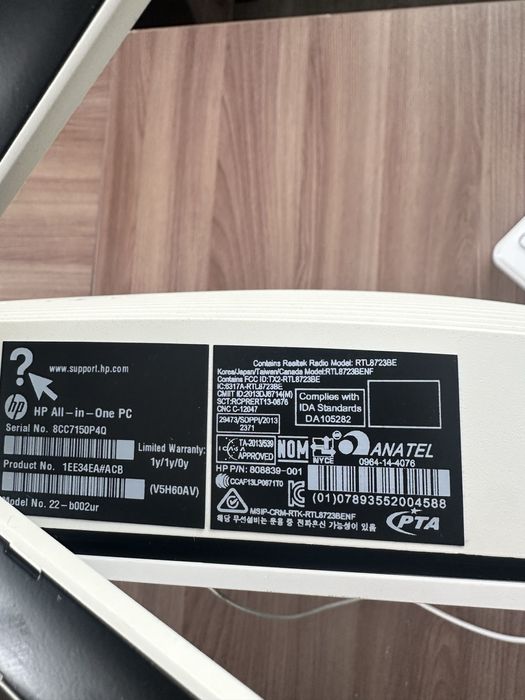 ?
www.support.hp.com
hp
HP All-in-One PC
Serial No. 8CC7150P4Q
Limited Warranty:
1y/1y/0y
Product No. 1EE34EA#ACB
(V5H60AV)
Model No. 22-b002ur
Contains Realtek Radio Model: RTL8723BE
Korea/Japan/Taiwan/Canada Model:RTL8723BENF
Contains FCC ID:TX2-RTL8723BE
IC:6317A-RTL8723BE
CMIIT ID:2013DJ6714(M)
SCT:RCPRERT13-0676
CNC C-12047
Complies with
IDA Standards
DA105282
29473/SDPPI/2013
2371
ICASA
TA-2013/539
APPROVED
NOM
NYCE
ANATEL
0964-14-4076
HP P/N: 808839-001
CCAF13LP0671T0
(01)07893552004588
MSIP-CRM-RTK-RTL8723BENF
해당 무선설비는 운용 중 전파혼신 가능성이 있음
PTA